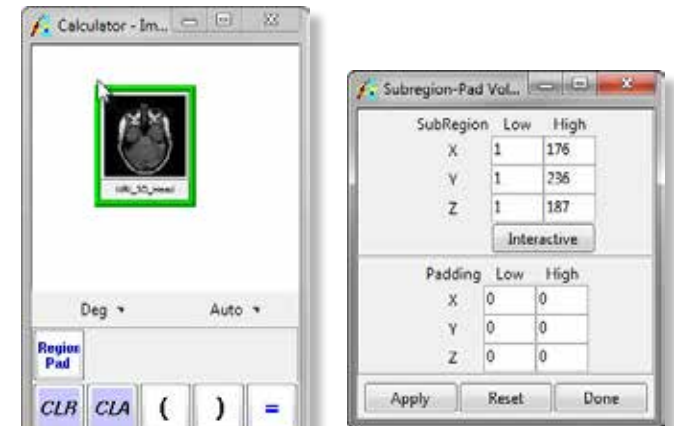 Calculator - Im...
MRI_3D_Head
Deg Auto
Region
Pad
CLR CLA ( ) =
Subregion-Pad Vol...
SubRegion Low High
X 1 176
Y 1 236
Z 1 187
Interactive
Padding Low High
X 0 0
Y 0 0
Z 0 0
Apply Reset Done